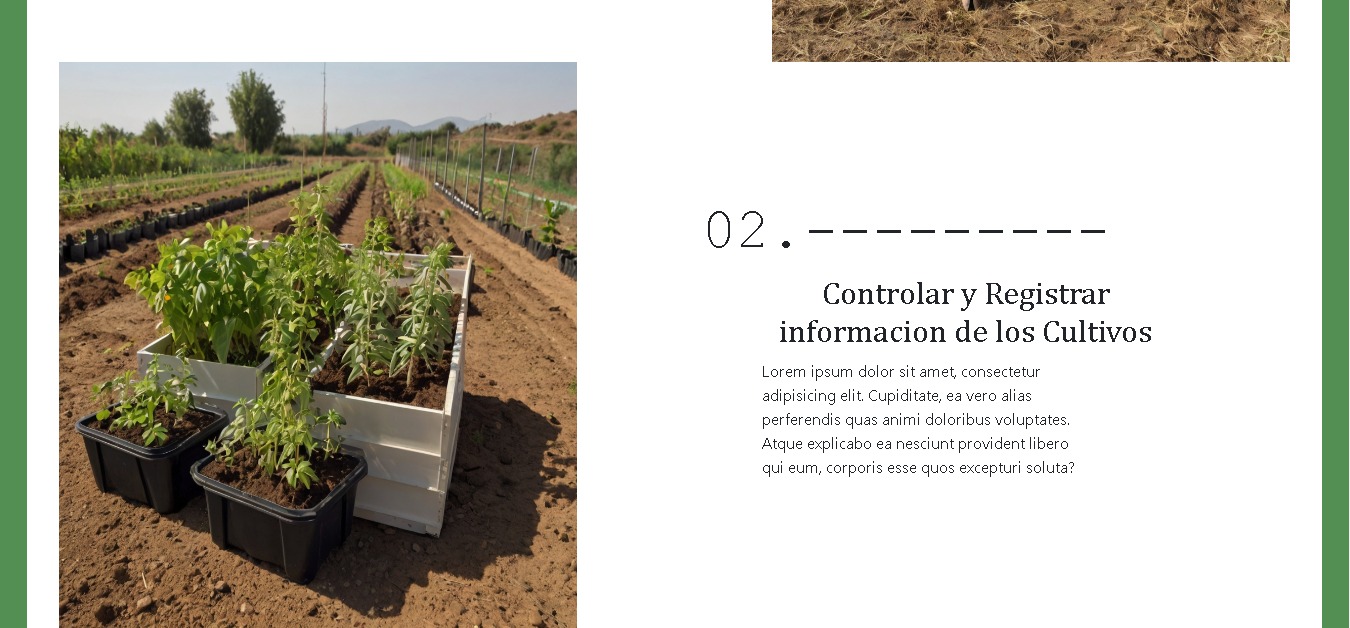 02. ---------
Controlar y Registrar
informacion de los Cultivos
Lorem ipsum dolor sit amet, consectetur
adipisicing elit. Cupiditate, ea vero alias
perferendis quas animi doloribus voluptates.
Atque explicabo ea nesciunt provident libero
qui eum, corporis esse quos excepturi soluta?